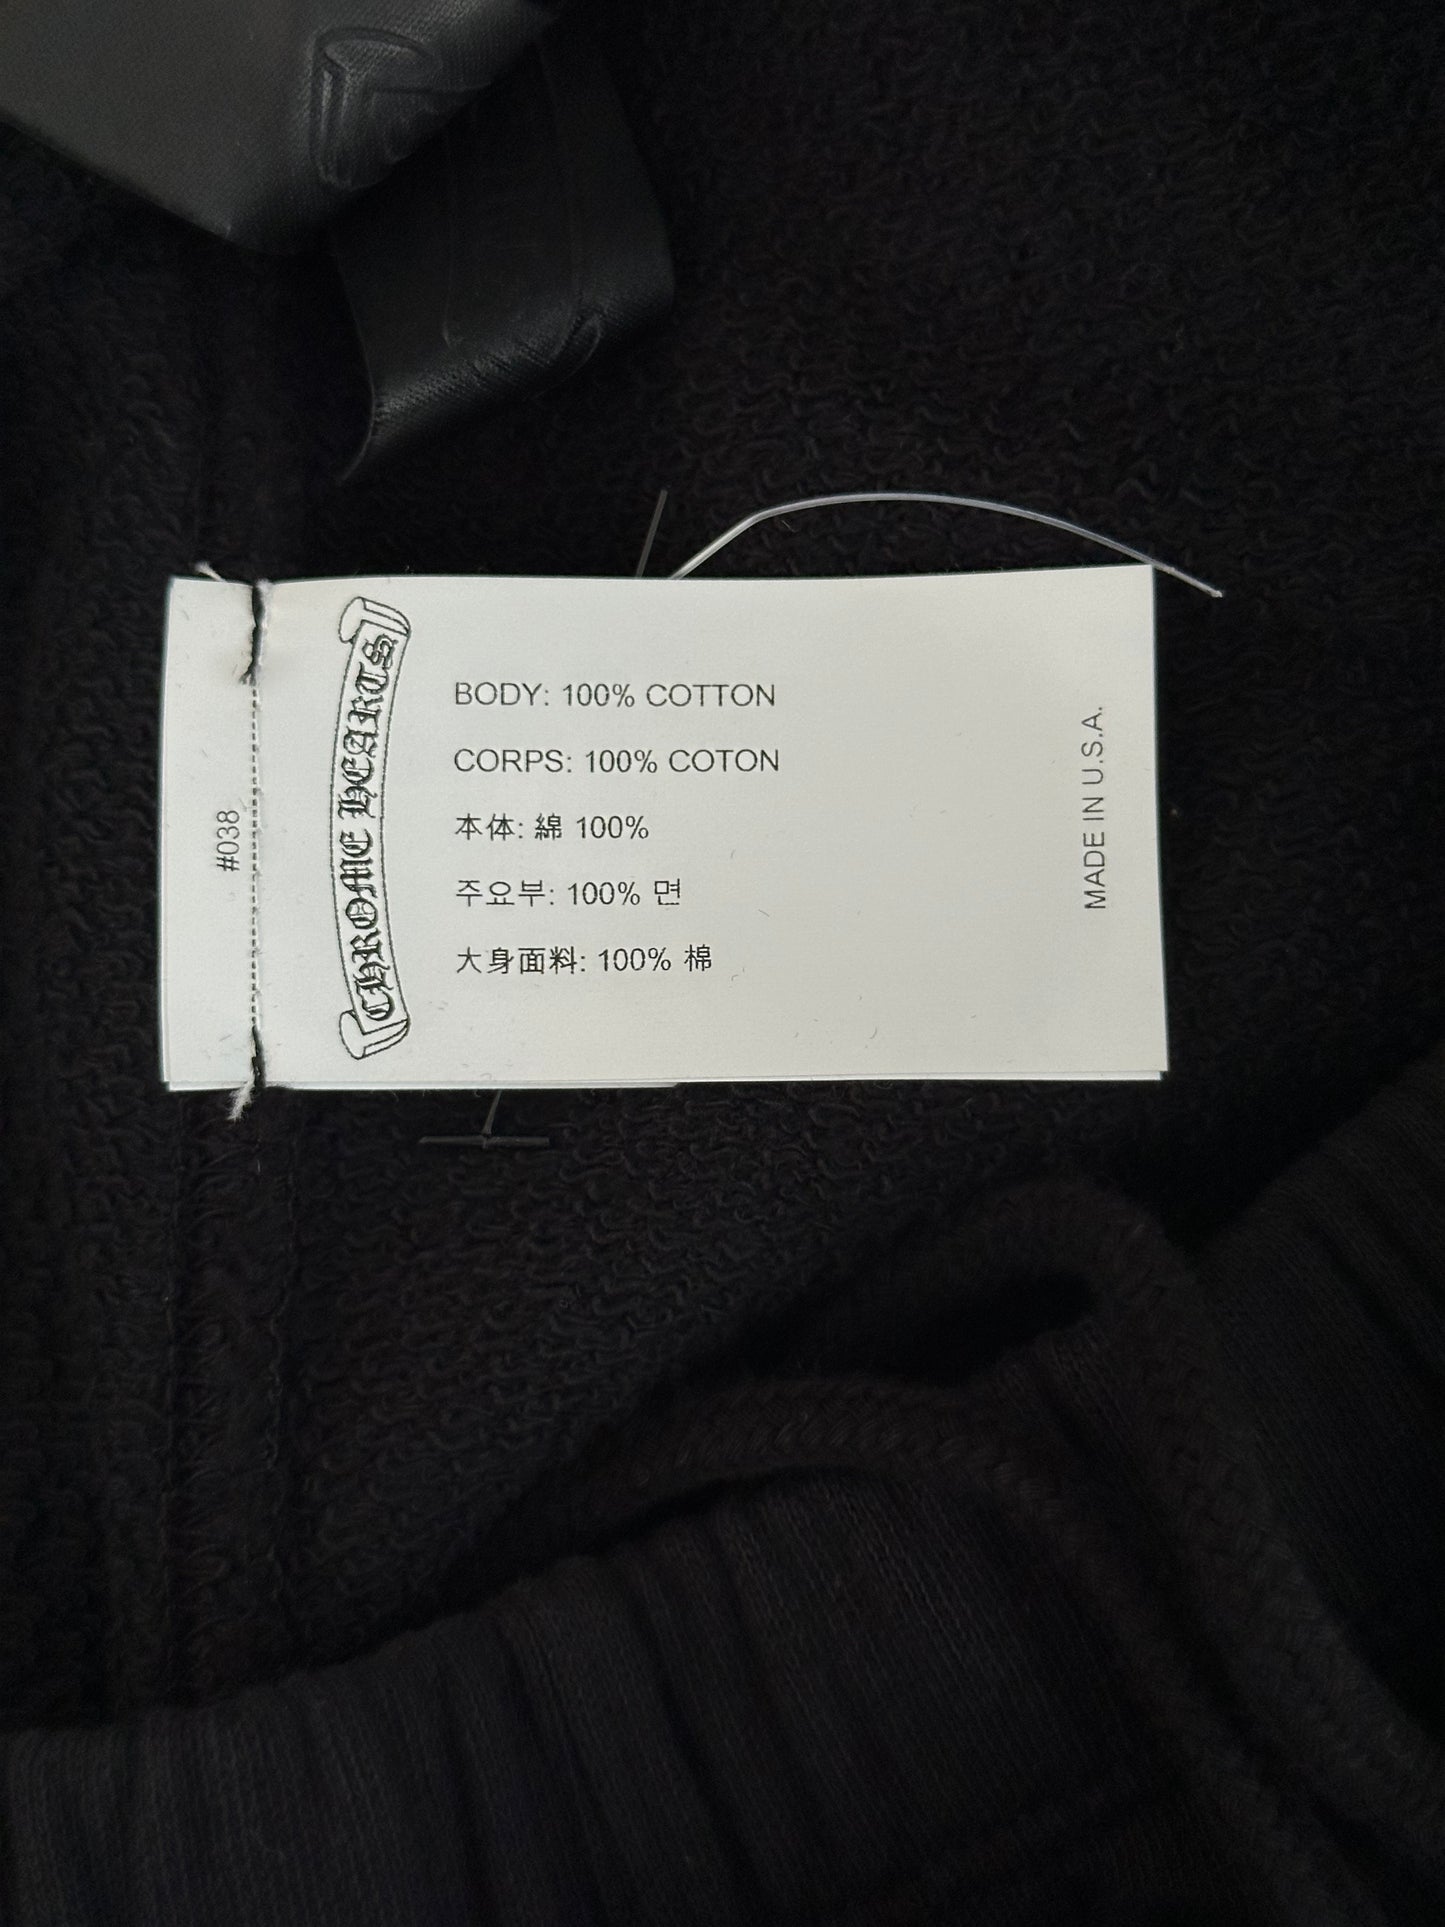 #038
CHROME HEARTS
BODY: 100% COTTON
CORPS: 100% COTON
本体: 綿 100%
주요부: 100% 면
大身面料: 100% 棉
MADE IN U.S.A.